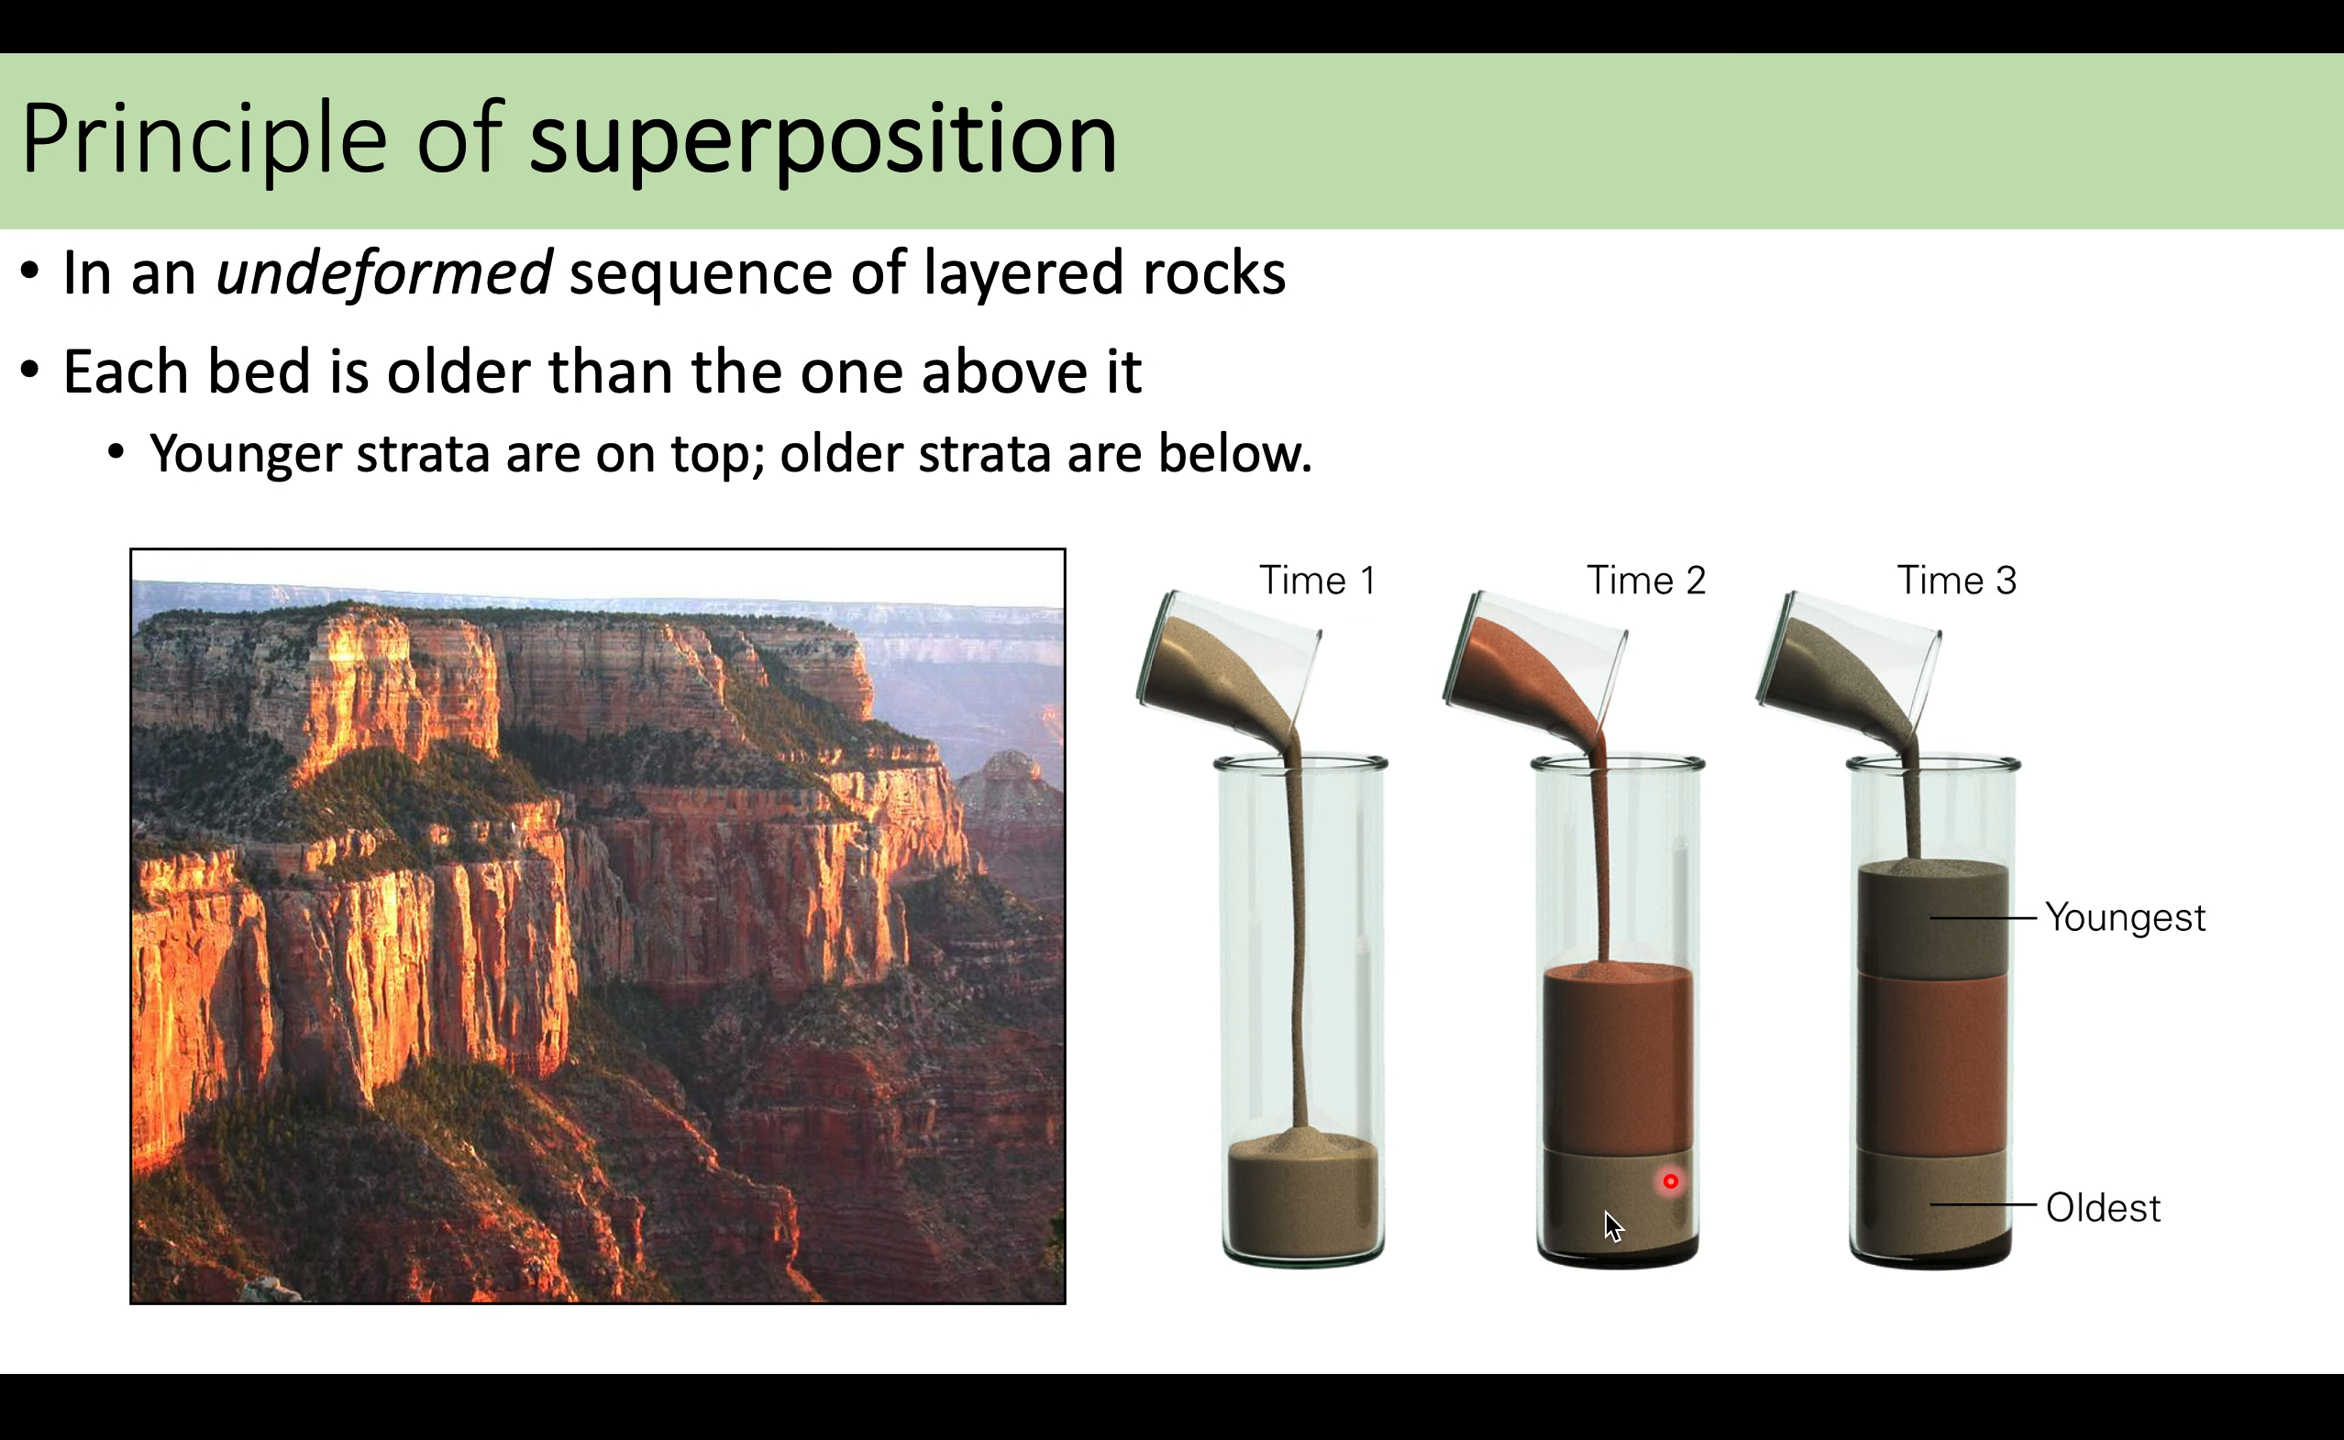 Principle of superposition
• In an undeformed sequence of layered rocks
• Each bed is older than the one above it
• Younger strata are on top; older strata are below.
Time 1
Time 2
Time 3
Youngest
Oldest